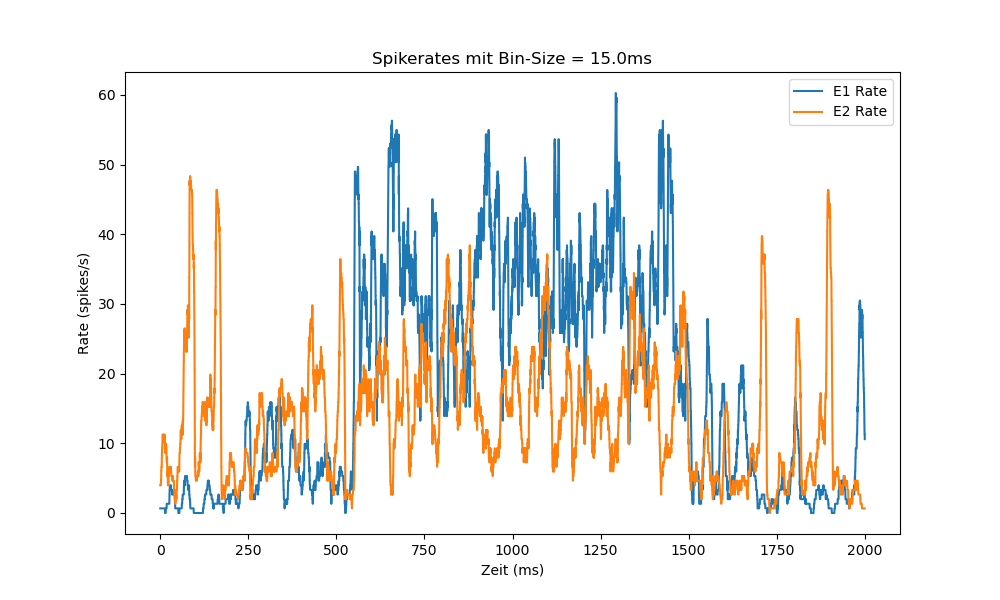 Spikerates mit Bin-Size = 15.0ms
E1 Rate
E2 Rate
Rate (spikes/s)
60
50
40
30
20
10
0
0 250 500 750 1000 1250 1500 1750 2000
Zeit (ms)